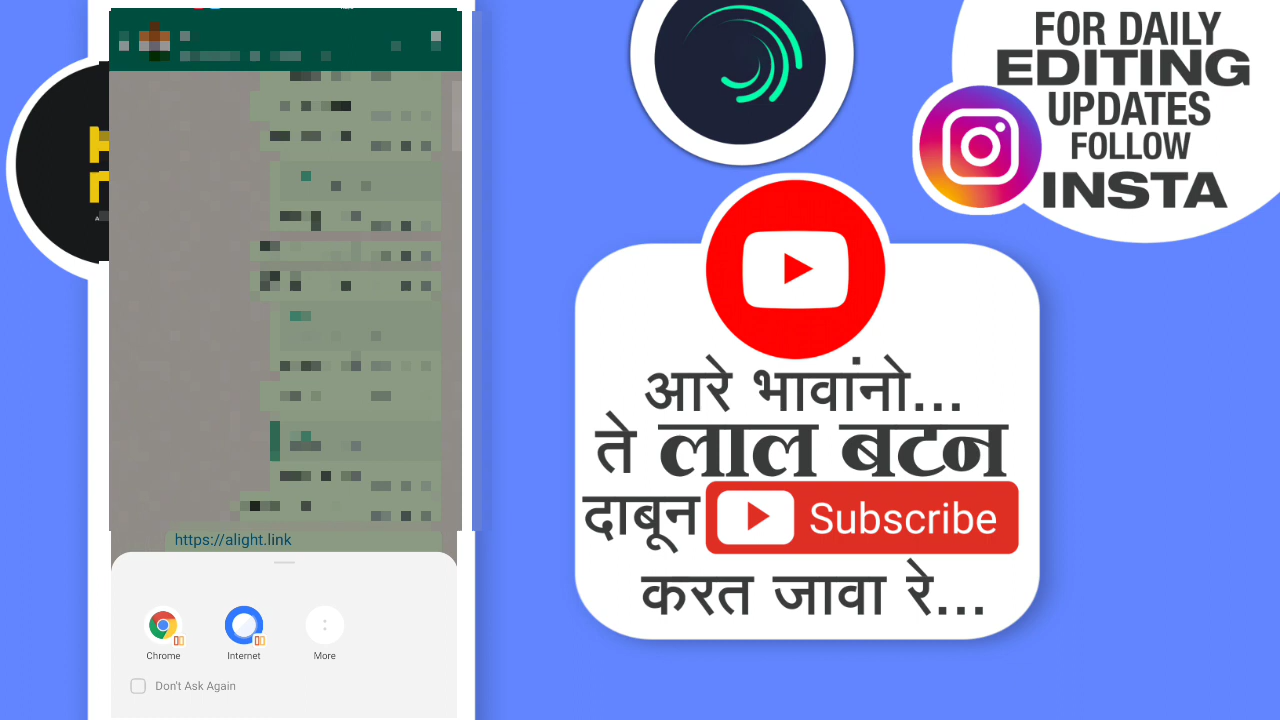 https://alight.link
Chrome
Internet
More
Don't Ask Again
FOR DAILY
EDITING
UPDATES
FOLLOW
INSTA
आरे भावांनो...
ते लाल बटन
दाबून Subscribe
करत जावा रे...